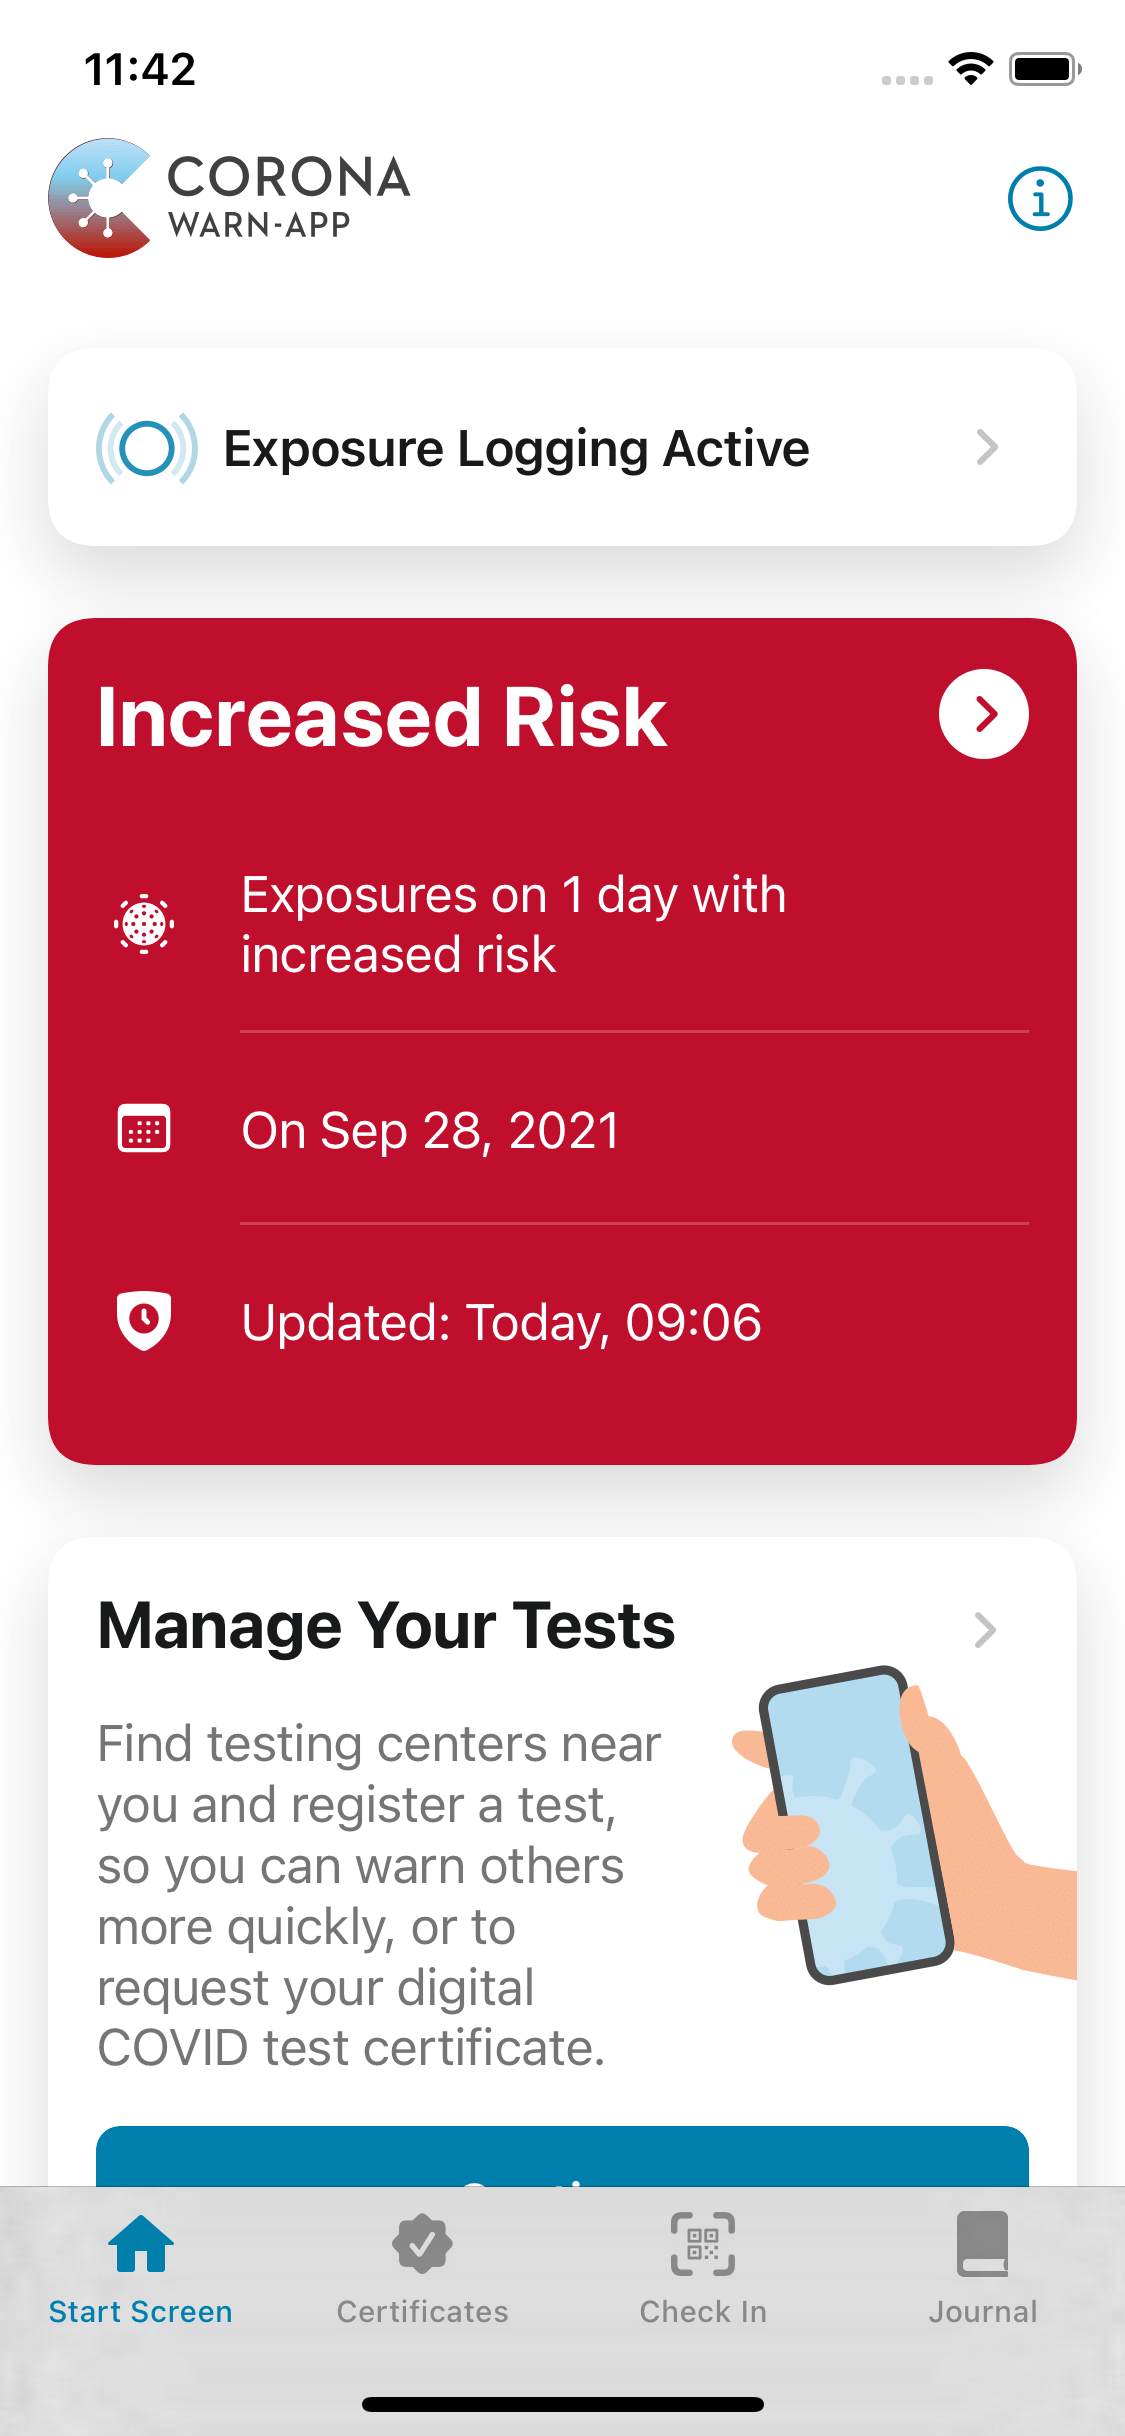 11:42
CORONA
WARN-APP
Exposure Logging Active
Increased Risk
Exposures on 1 day with
increased risk
On Sep 28, 2021
Updated: Today, 09:06
Manage Your Tests
Find testing centers near
you and register a test,
so you can warn others
more quickly, or to
request your digital
COVID test certificate.
Start Screen
Certificates
Check In
Journal